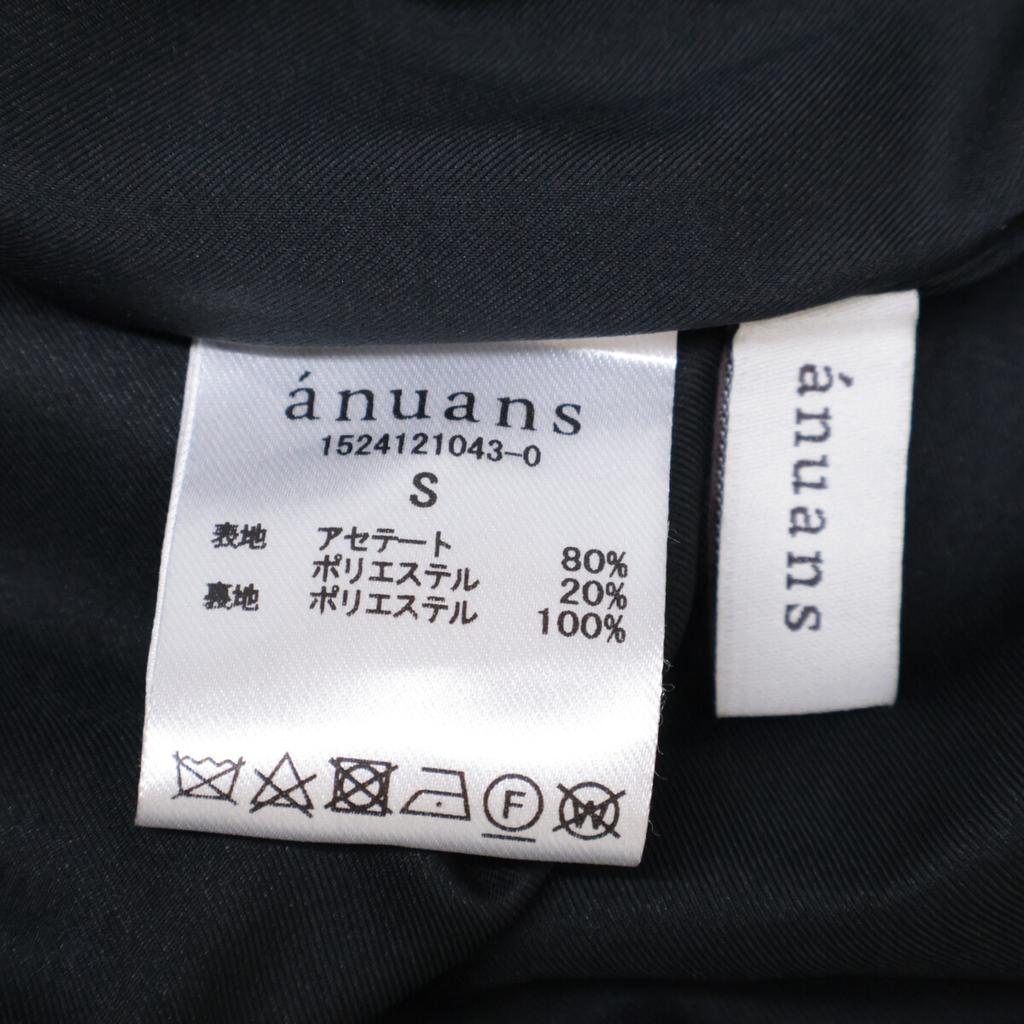 ánuans
1524121043-0
S
表地 アセテート 80%
ポリエステル 20%
裏地 ポリエステル 100%
F W
ánuans